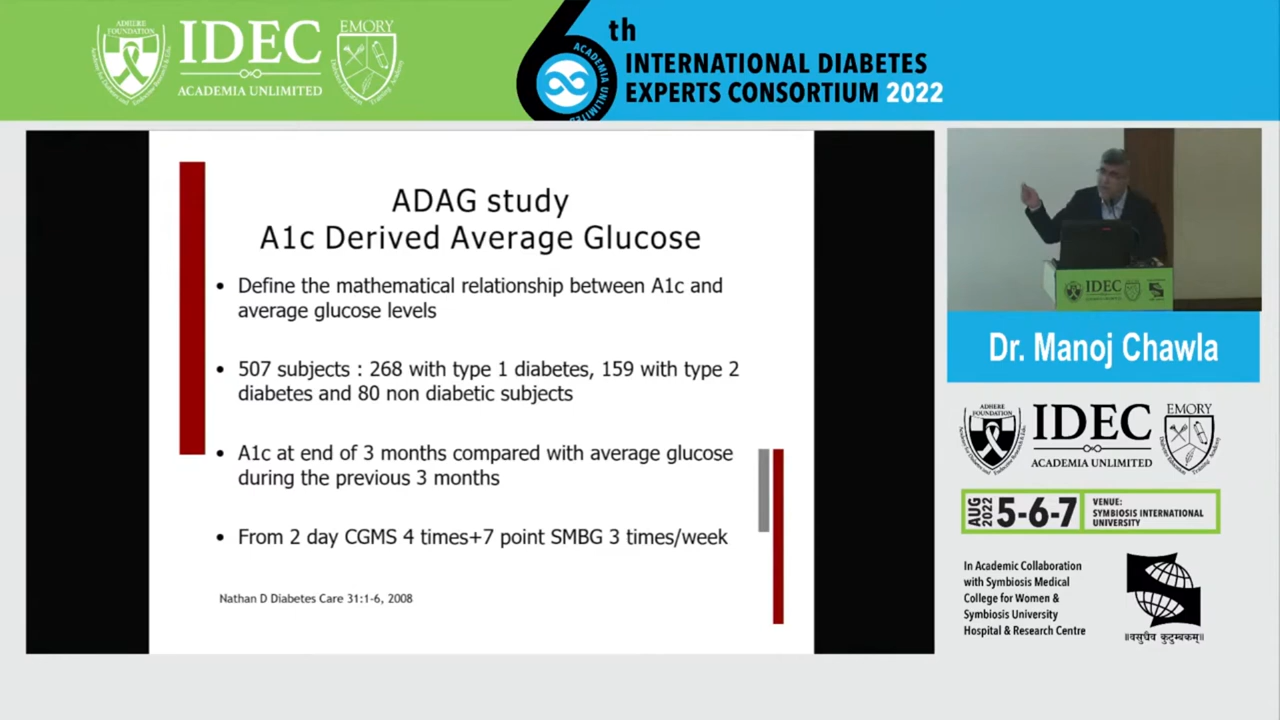 ADHERE
FOUNDATION
IDEC
ACADEMIA UNLIMITED
EMORY
6th
ACADEMIA UNLIMITED
INTERNATIONAL DIABETES
EXPERTS CONSORTIUM 2022
ADAG study
A1c Derived Average Glucose
• Define the mathematical relationship between A1c and
average glucose levels
• 507 subjects : 268 with type 1 diabetes, 159 with type 2
diabetes and 80 non diabetic subjects
• A1c at end of 3 months compared with average glucose
during the previous 3 months
• From 2 day CGMS 4 times+7 point SMBG 3 times/week
Nathan D Diabetes Care 31:1-6, 2008
IDEC
Dr. Manoj Chawla
ADHERE
FOUNDATION
IDEC
ACADEMIA UNLIMITED
EMORY
AUG
2022
5-6-7
VENUE:
SYMBIOSIS INTERNATIONAL
UNIVERSITY
In Academic Collaboration
with Symbiosis Medical
College for Women &
Symbiosis University
Hospital & Research Centre
॥वसुधैव कुटुम्बकम्॥